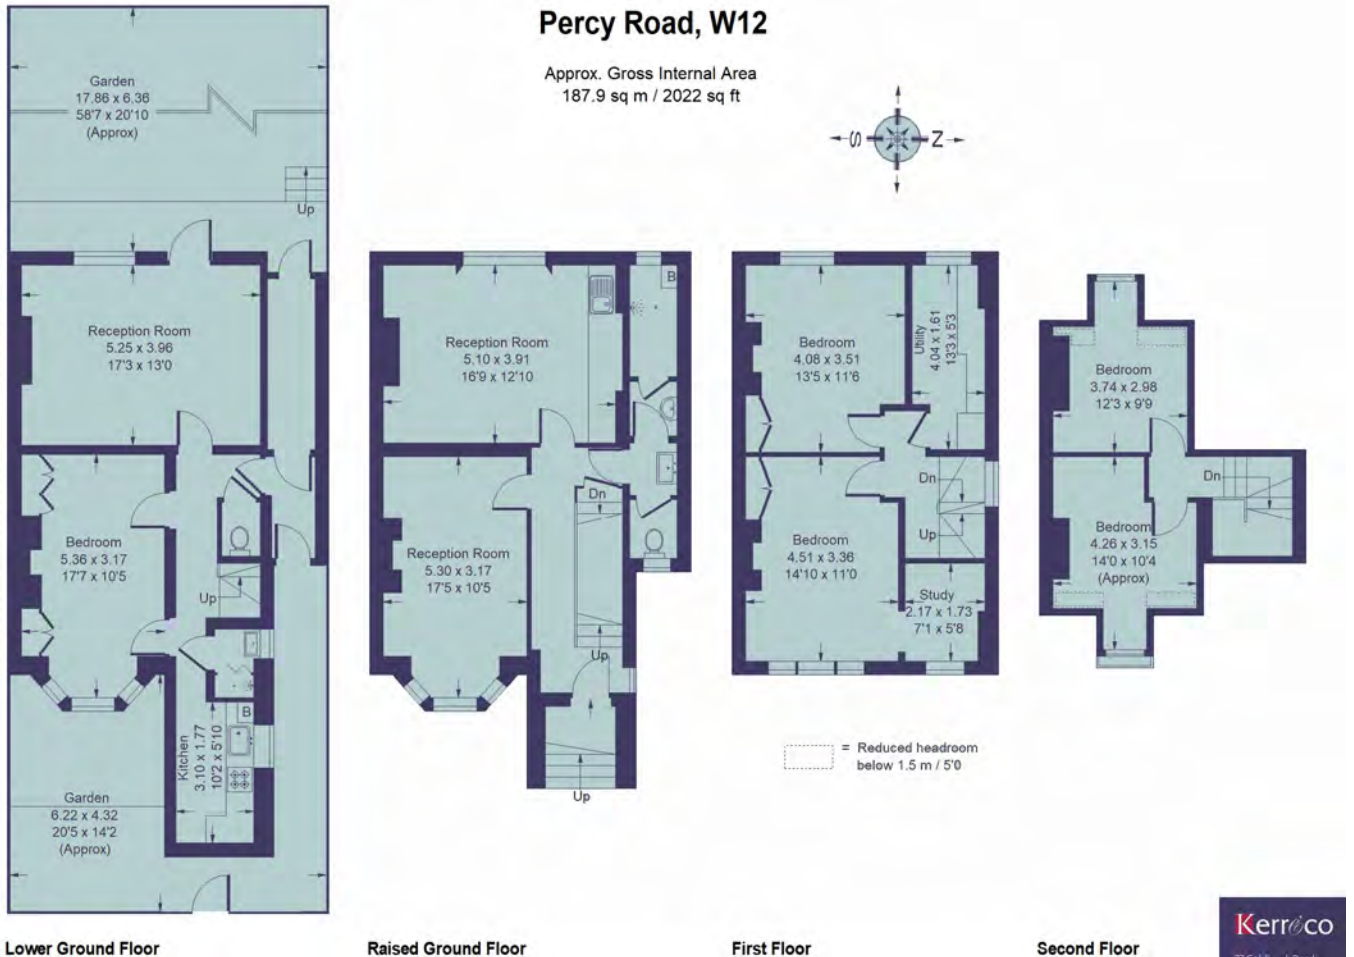 Percy Road, W12
Approx. Gross Internal Area
187.9 sq m / 2022 sq ft
S
N
Garden
17.86 x 6.36
58'7 x 20'10
(Approx)
Up
Reception Room
5.25 x 3.96
17'3 x 13'0
Bedroom
5.36 x 3.17
17'7 x 10'5
Up
B
Kitchen
3.10 x 1.77
10'2 x 5'10
Garden
6.22 x 4.32
20'5 x 14'2
(Approx)
Lower Ground Floor
B
Reception Room
5.10 x 3.91
16'9 x 12'10
Dn
Reception Room
5.30 x 3.17
17'5 x 10'5
Up
Up
Raised Ground Floor
Bedroom
4.08 x 3.51
13'5 x 11'6
Utility
4.04 x 1.61
13'3 x 5'3
Dn
Up
Bedroom
4.51 x 3.36
14'10 x 11'0
Study
2.17 x 1.73
7'1 x 5'8
= Reduced headroom
below 1.5 m / 5'0
First Floor
Bedroom
3.74 x 2.98
12'3 x 9'9
Dn
Bedroom
4.26 x 3.15
14'0 x 10'4
(Approx)
Second Floor
Kerr&co